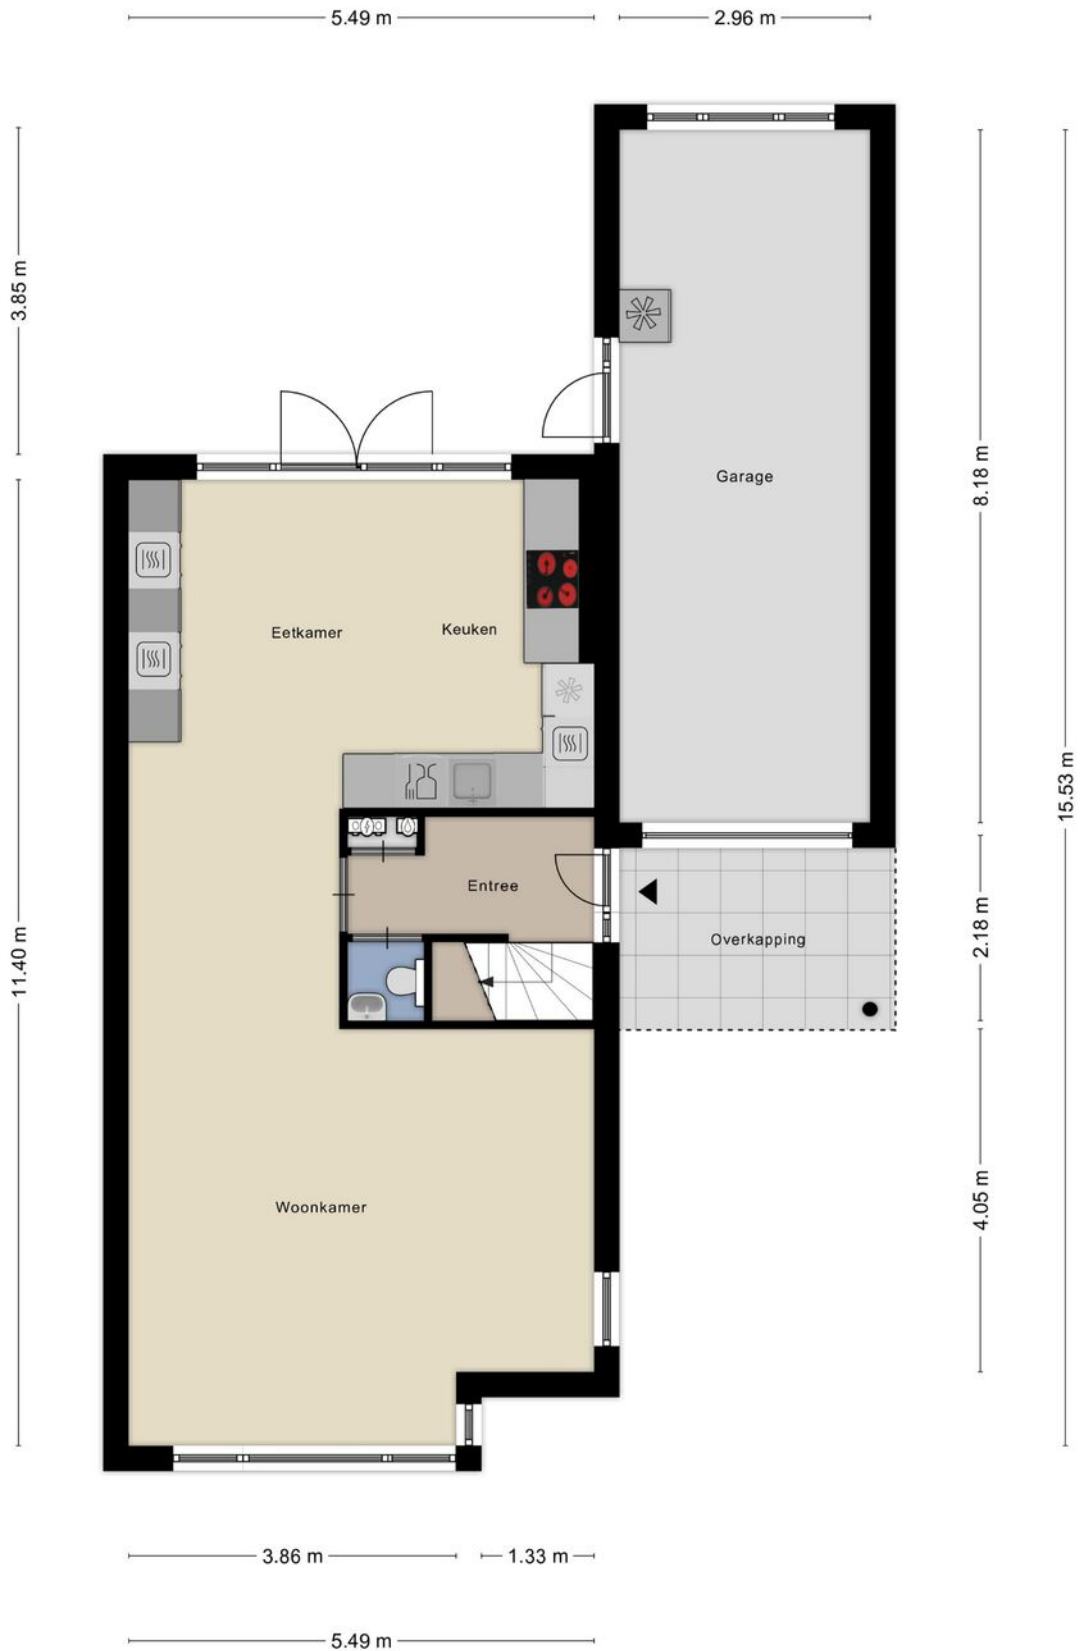 5.49 m
2.96 m
3.85 m
8.18 m
Garage
Eetkamer
Keuken
15.53 m
Entree
11.40 m
2.18 m
Overkapping
4.05 m
Woonkamer
3.86 m
1.33 m
5.49 m